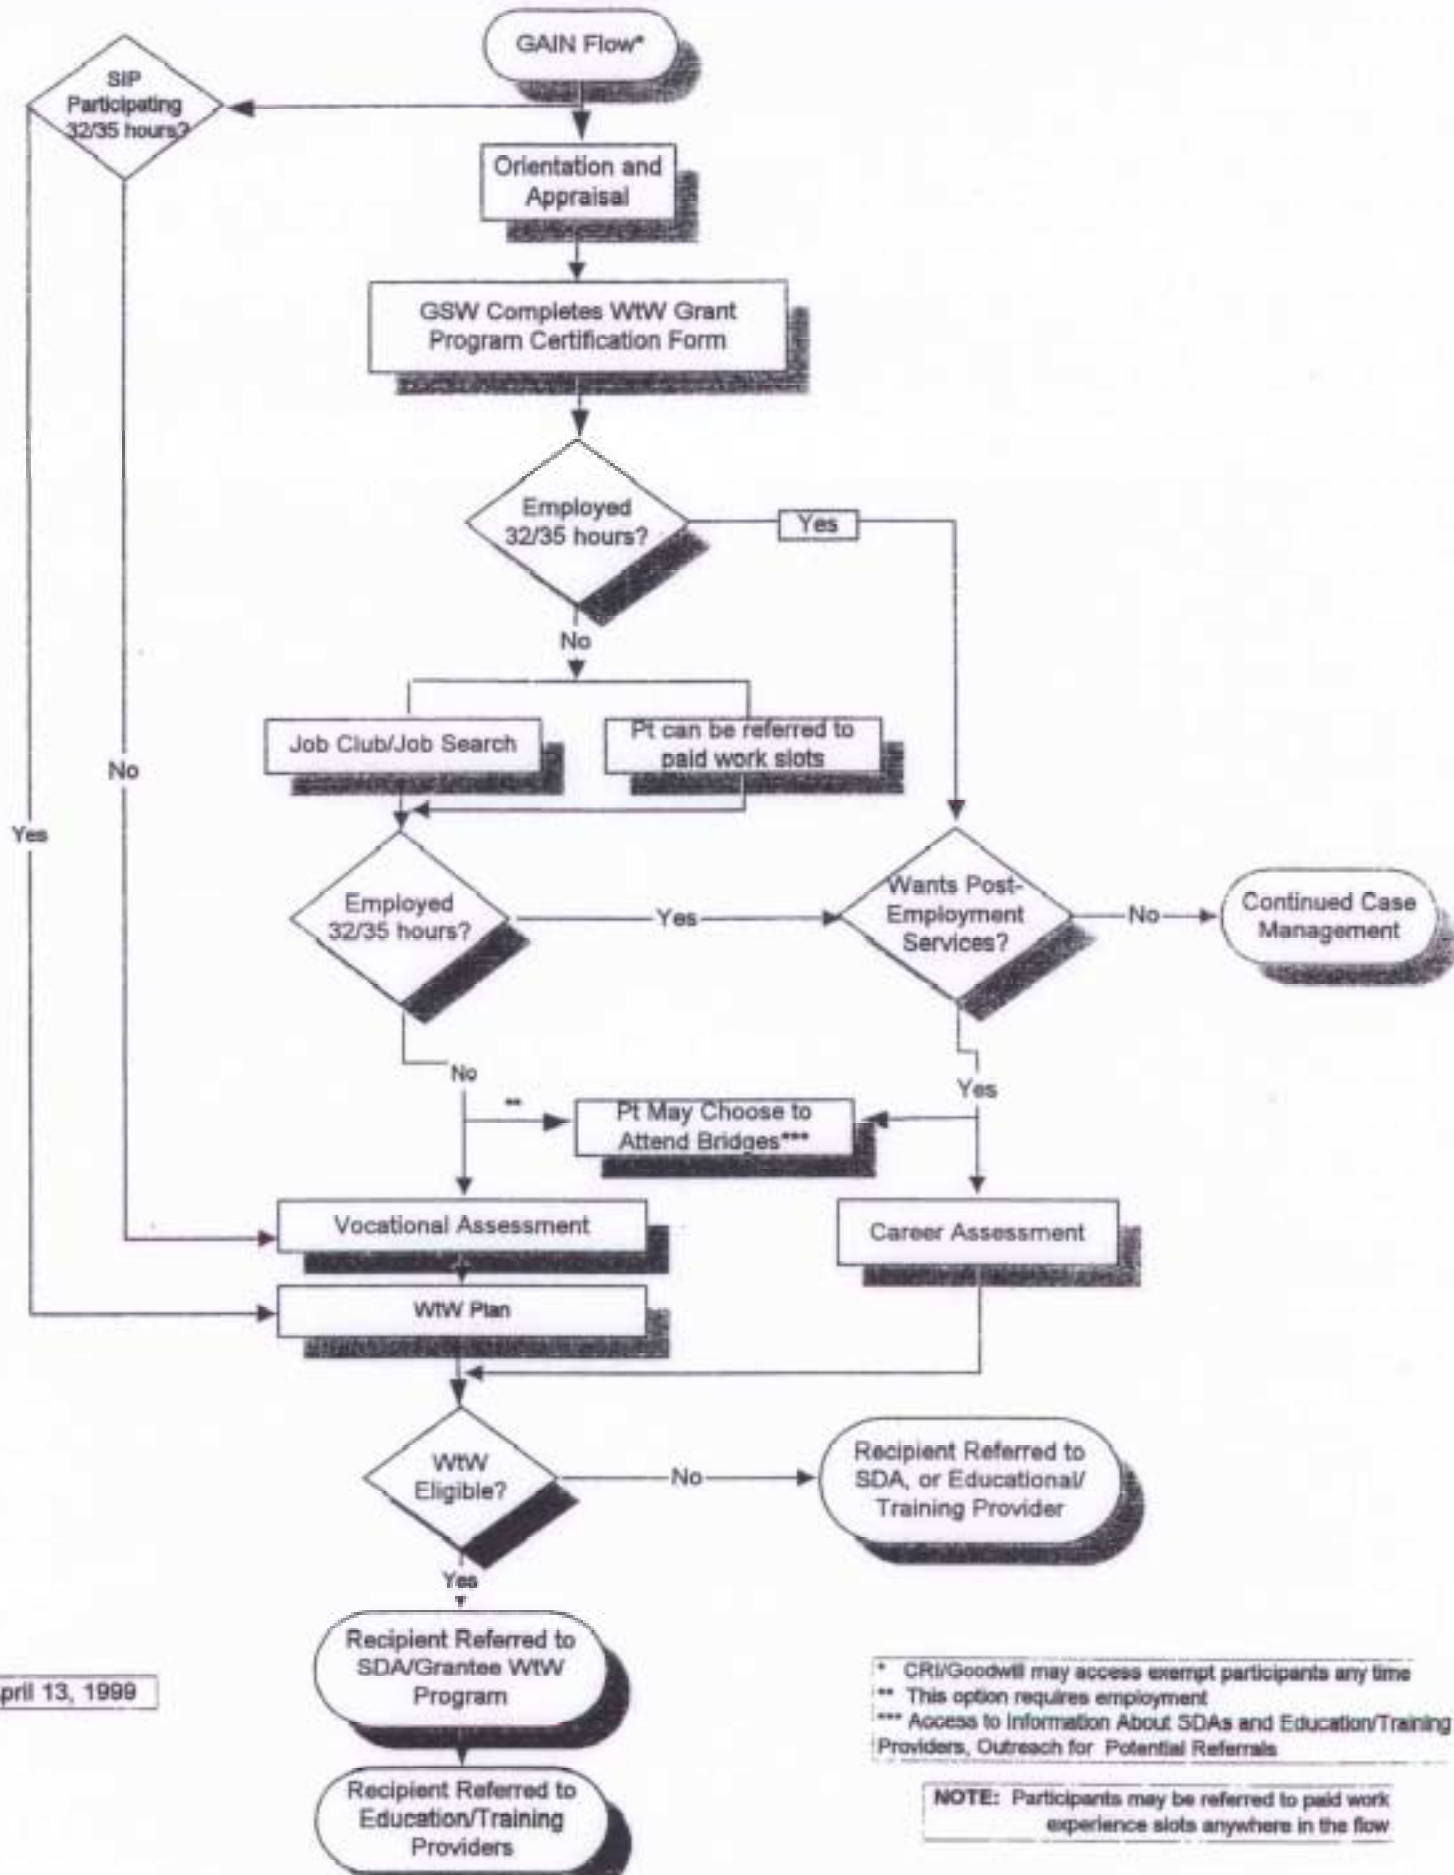 GAIN Flow*
SIP
Participating
32/35 hours?
Orientation and
Appraisal
GSW Completes WtW Grant
Program Certification Form
Employed
32/35 hours?
Yes
No
Job Club/Job Search
Pt can be referred to
paid work slots
No
Yes
Employed
32/35 hours?
Yes
Wants Post-
Employment
Services?
No
Continued Case
Management
No
Yes
**
Pt May Choose to
Attend Bridges***
Vocational Assessment
Career Assessment
WtW Plan
WtW
Eligible?
No
Recipient Referred to
SDA, or Educational/
Training Provider
Yes
Recipient Referred to
SDA/Grantee WtW
Program
pril 13, 1999
* CRI/Goodwill may access exempt participants any time
** This option requires employment
*** Access to Information About SDAs and Education/Training
Providers, Outreach for Potential Referrals
Recipient Referred to
Education/Training
Providers
NOTE: Participants may be referred to paid work
experience slots anywhere in the flow